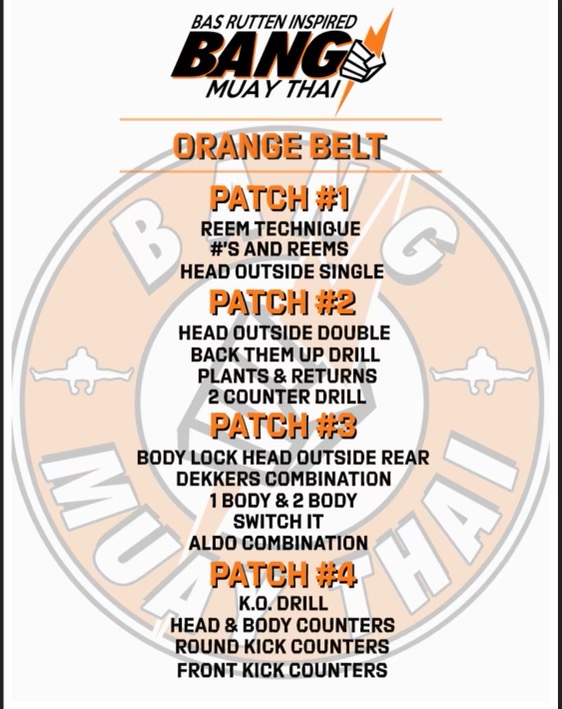 BAS RUTTEN INSPIRED
BANG
MUAY THAI
ORANGE BELT
PATCH #1
REEM TECHNIQUE
#'S AND REEMS
HEAD OUTSIDE SINGLE
PATCH #2
HEAD OUTSIDE DOUBLE
BACK THEM UP DRILL
PLANTS & RETURNS
2 COUNTER DRILL
PATCH #3
BODY LOCK HEAD OUTSIDE REAR
DEKKERS COMBINATION
1 BODY & 2 BODY
SWITCH IT
ALDO COMBINATION
PATCH #4
K.O. DRILL
HEAD & BODY COUNTERS
ROUND KICK COUNTERS
FRONT KICK COUNTERS
BANG
MUAY THAI